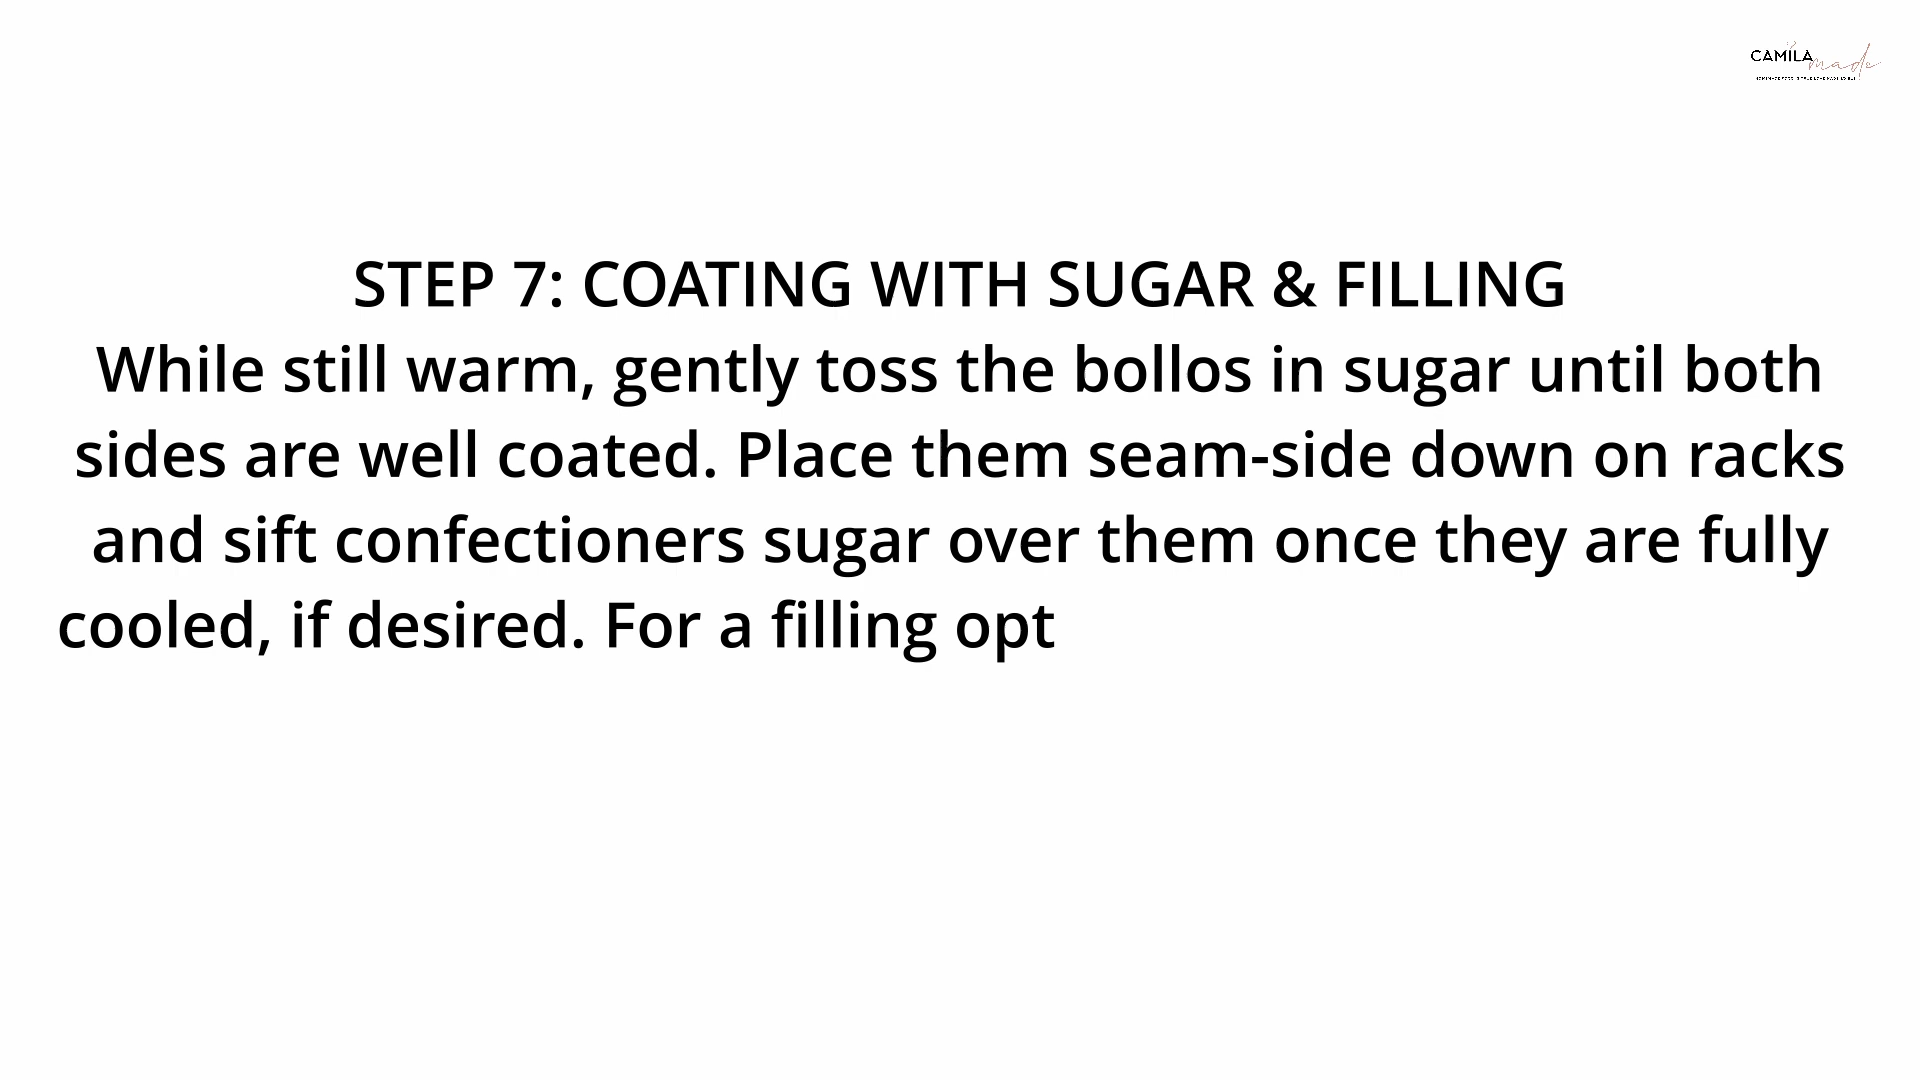 CAMILA
made
STEP 7: COATING WITH SUGAR & FILLING
While still warm, gently toss the bollos in sugar until both
sides are well coated. Place them seam-side down on racks
and sift confectioners sugar over them once they are fully
cooled, if desired. For a filling opt